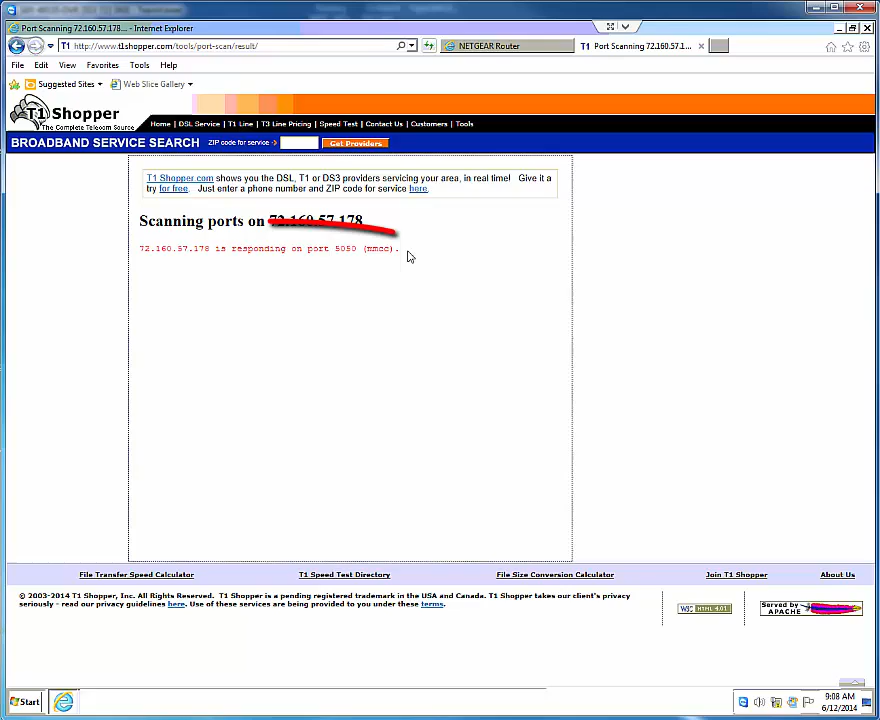 Port Scanning 72.160.57.178... - Internet Explorer
T1 http://www.t1shopper.com/tools/port-scan/result/
NETGEAR Router
T1 Port Scanning 72.160.57.1...
File Edit View Favorites Tools Help
Suggested Sites Web Slice Gallery
T1 Shopper
The Complete Telecom Source
Home | DSL Service | T1 Line | T3 Line Pricing | Speed Test | Contact Us | Customers | Tools
BROADBAND SERVICE SEARCH ZIP code for service Get Providers
T1 Shopper.com shows you the DSL, T1 or DS3 providers servicing your area, in real time! Give it a
try for free. Just enter a phone number and ZIP code for service here.
Scanning ports on 72.160.57.178
72.160.57.178 is responding on port 5050 (mmcc).
File Transfer Speed Calculator T1 Speed Test Directory File Size Conversion Calculator Join T1 Shopper About Us
© 2003-2014 T1 Shopper, Inc. All Rights Reserved. T1 Shopper is a pending registered trademark in the USA and Canada. T1 Shopper takes our client's privacy
seriously - read our privacy guidelines here. Use of these services are being provided to you under these terms.
W3C HTML 4.01
Served by
APACHE
Start
9:08 AM
6/12/2014